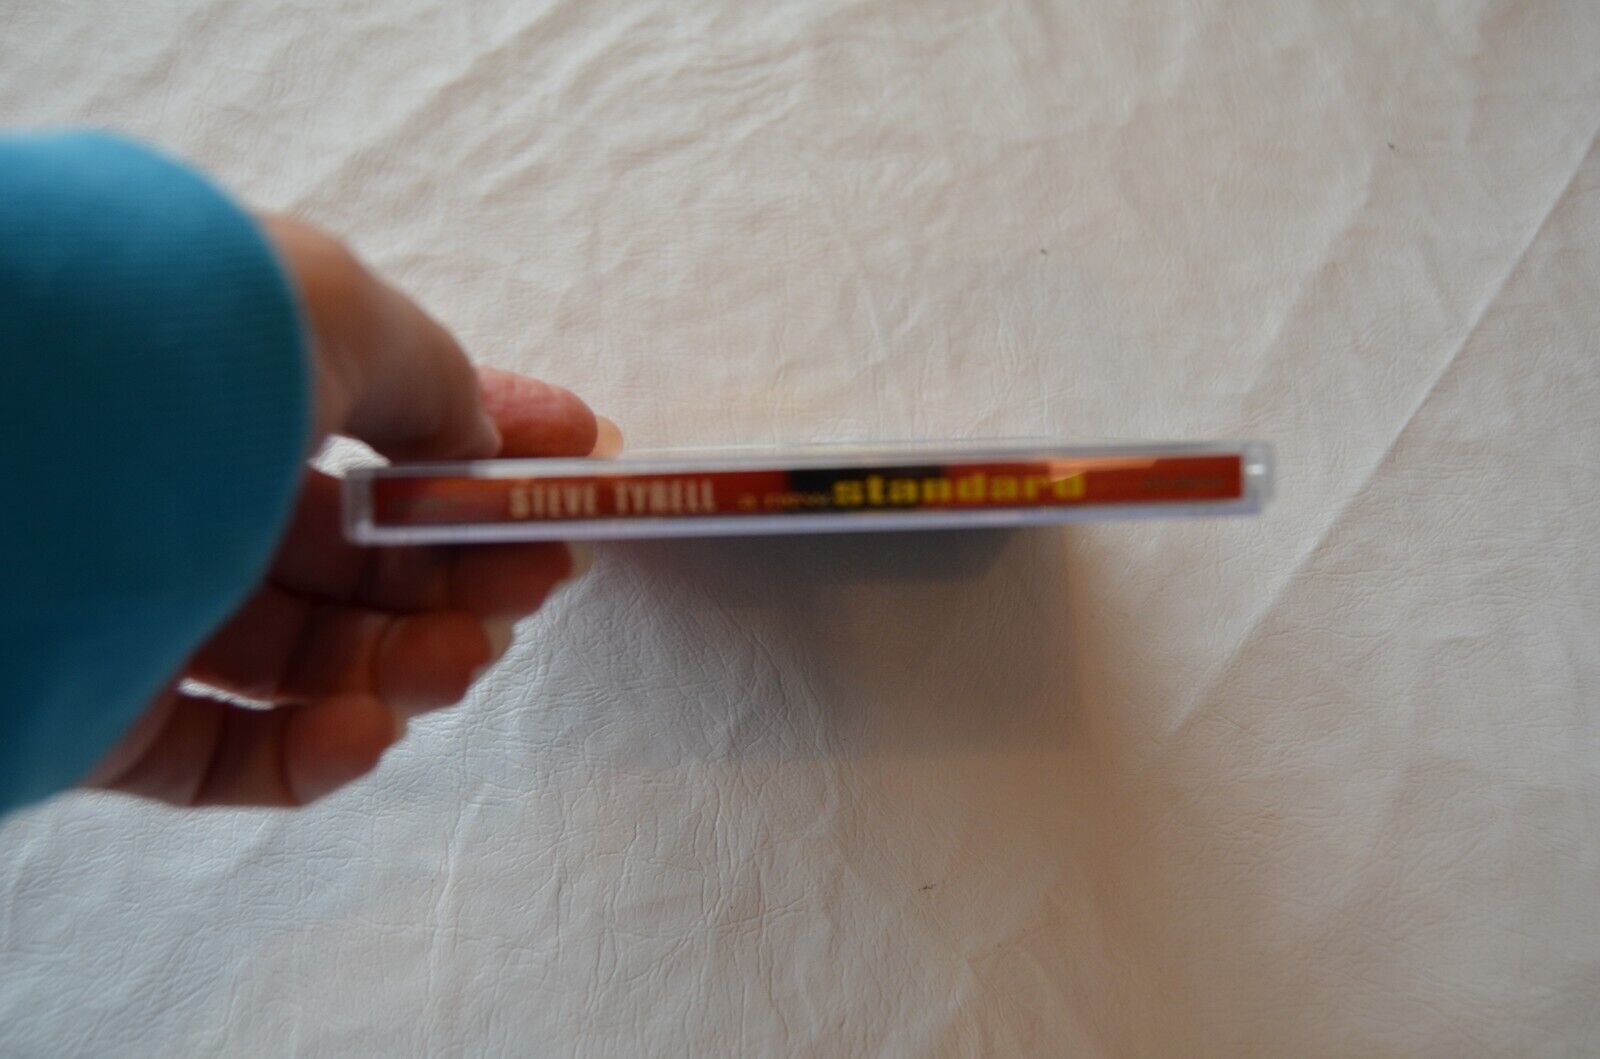 STEVE TYRELL a new standard